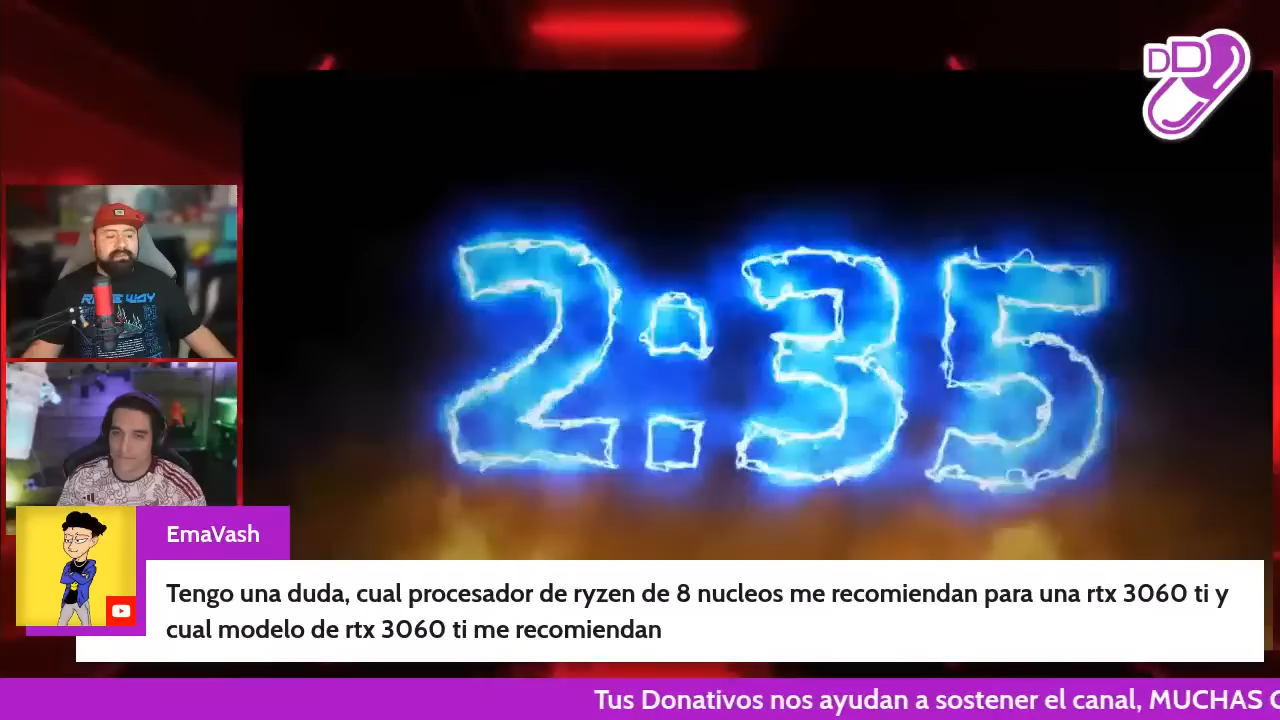 DD
2:35
EmaVash
Tengo una duda, cual procesador de ryzen de 8 nucleos me recomiendan para una rtx 3060 ti y
cual modelo de rtx 3060 ti me recomiendan
Tus Donativos nos ayudan a sostener el canal, MUCHAS